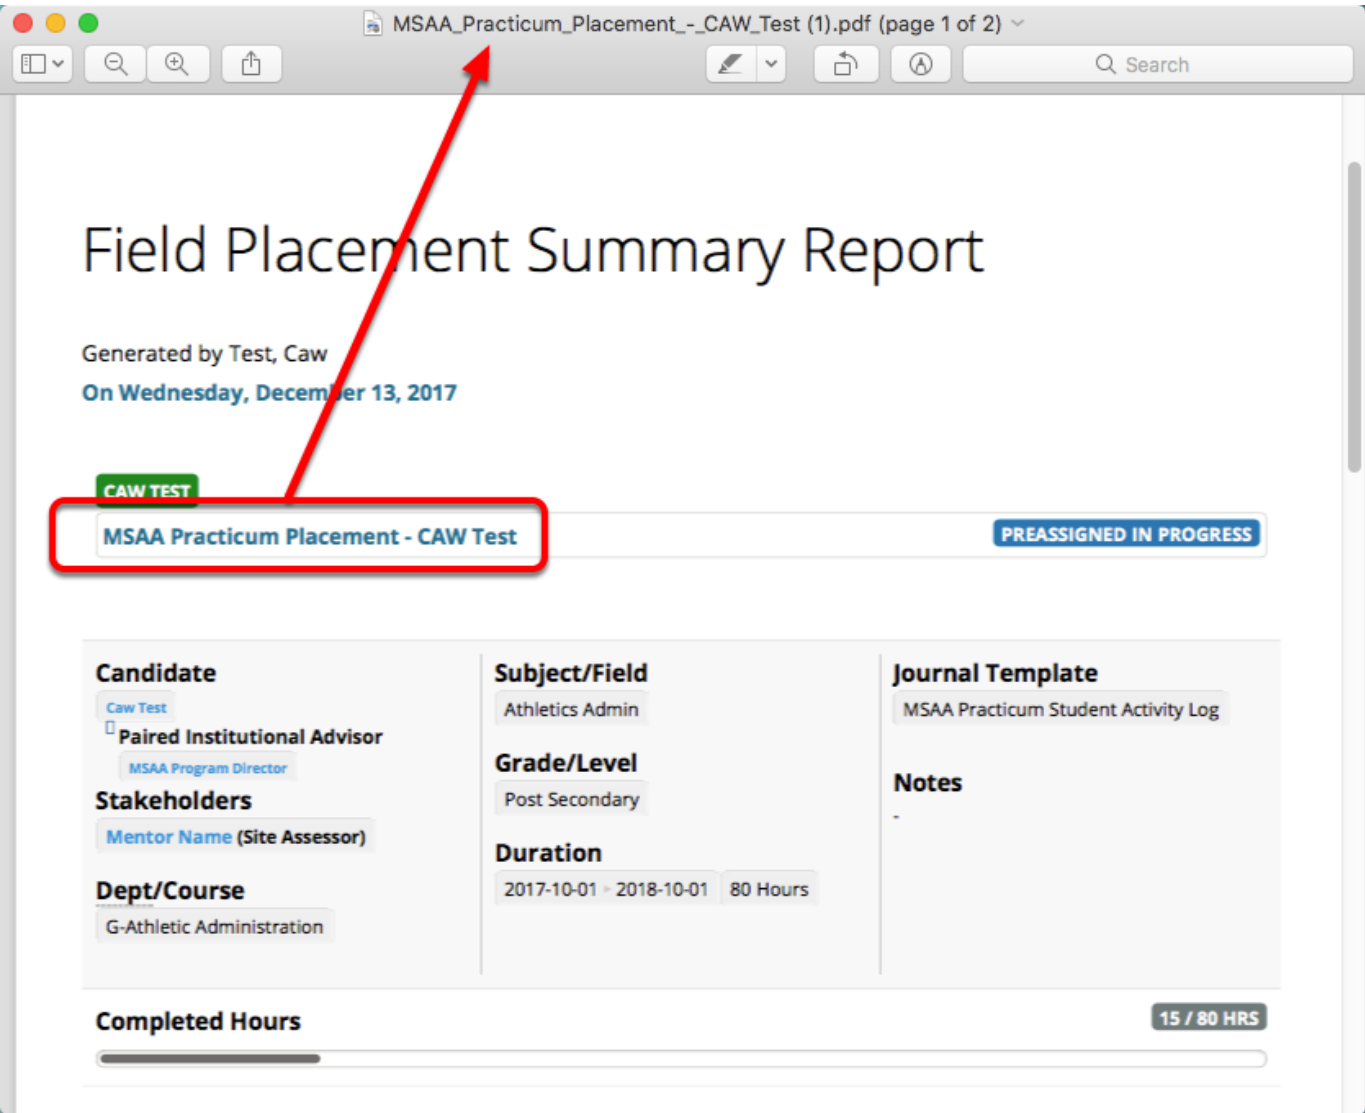 MSAA_Practicum_Placement_-_CAW_Test (1).pdf (page 1 of 2)
Search
Field Placement Summary Report
Generated by Test, Caw
On Wednesday, December 13, 2017
CAW TEST
MSAA Practicum Placement - CAW Test
PREASSIGNED IN PROGRESS
Candidate
Caw Test
Paired Institutional Advisor
MSAA Program Director
Stakeholders
Mentor Name (Site Assessor)
Dept/Course
G-Athletic Administration
Subject/Field
Athletics Admin
Grade/Level
Post Secondary
Duration
2017-10-01 - 2018-10-01 80 Hours
Journal Template
MSAA Practicum Student Activity Log
Notes
-
Completed Hours
15 / 80 HRS